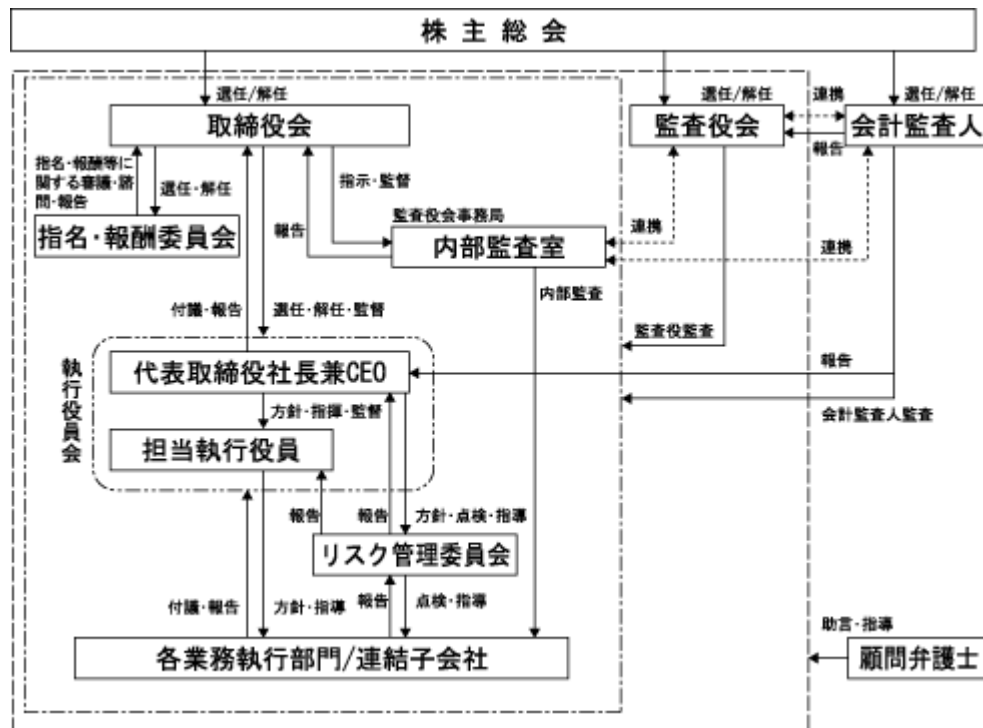 株主総会
選任/解任
選任/解任
連携
選任/解任
取締役会
監査役会
会計監査人
報告
指名・報酬等に
関する審議・諮
問・報告
選任・解任
指示・監督
監査役会事務局
指名・報酬委員会
報告
内部監査室
連携
連携
内部監査
付議・報告
選任・解任・監督
監査役監査
執行役員会
代表取締役社長兼CEO
報告
方針・指揮・監督
会計監査人監査
担当執行役員
報告
報告
方針・点検・指導
リスク管理委員会
付議・報告
方針・指導
報告
点検・指導
助言・指導
各業務執行部門/連結子会社
顧問弁護士